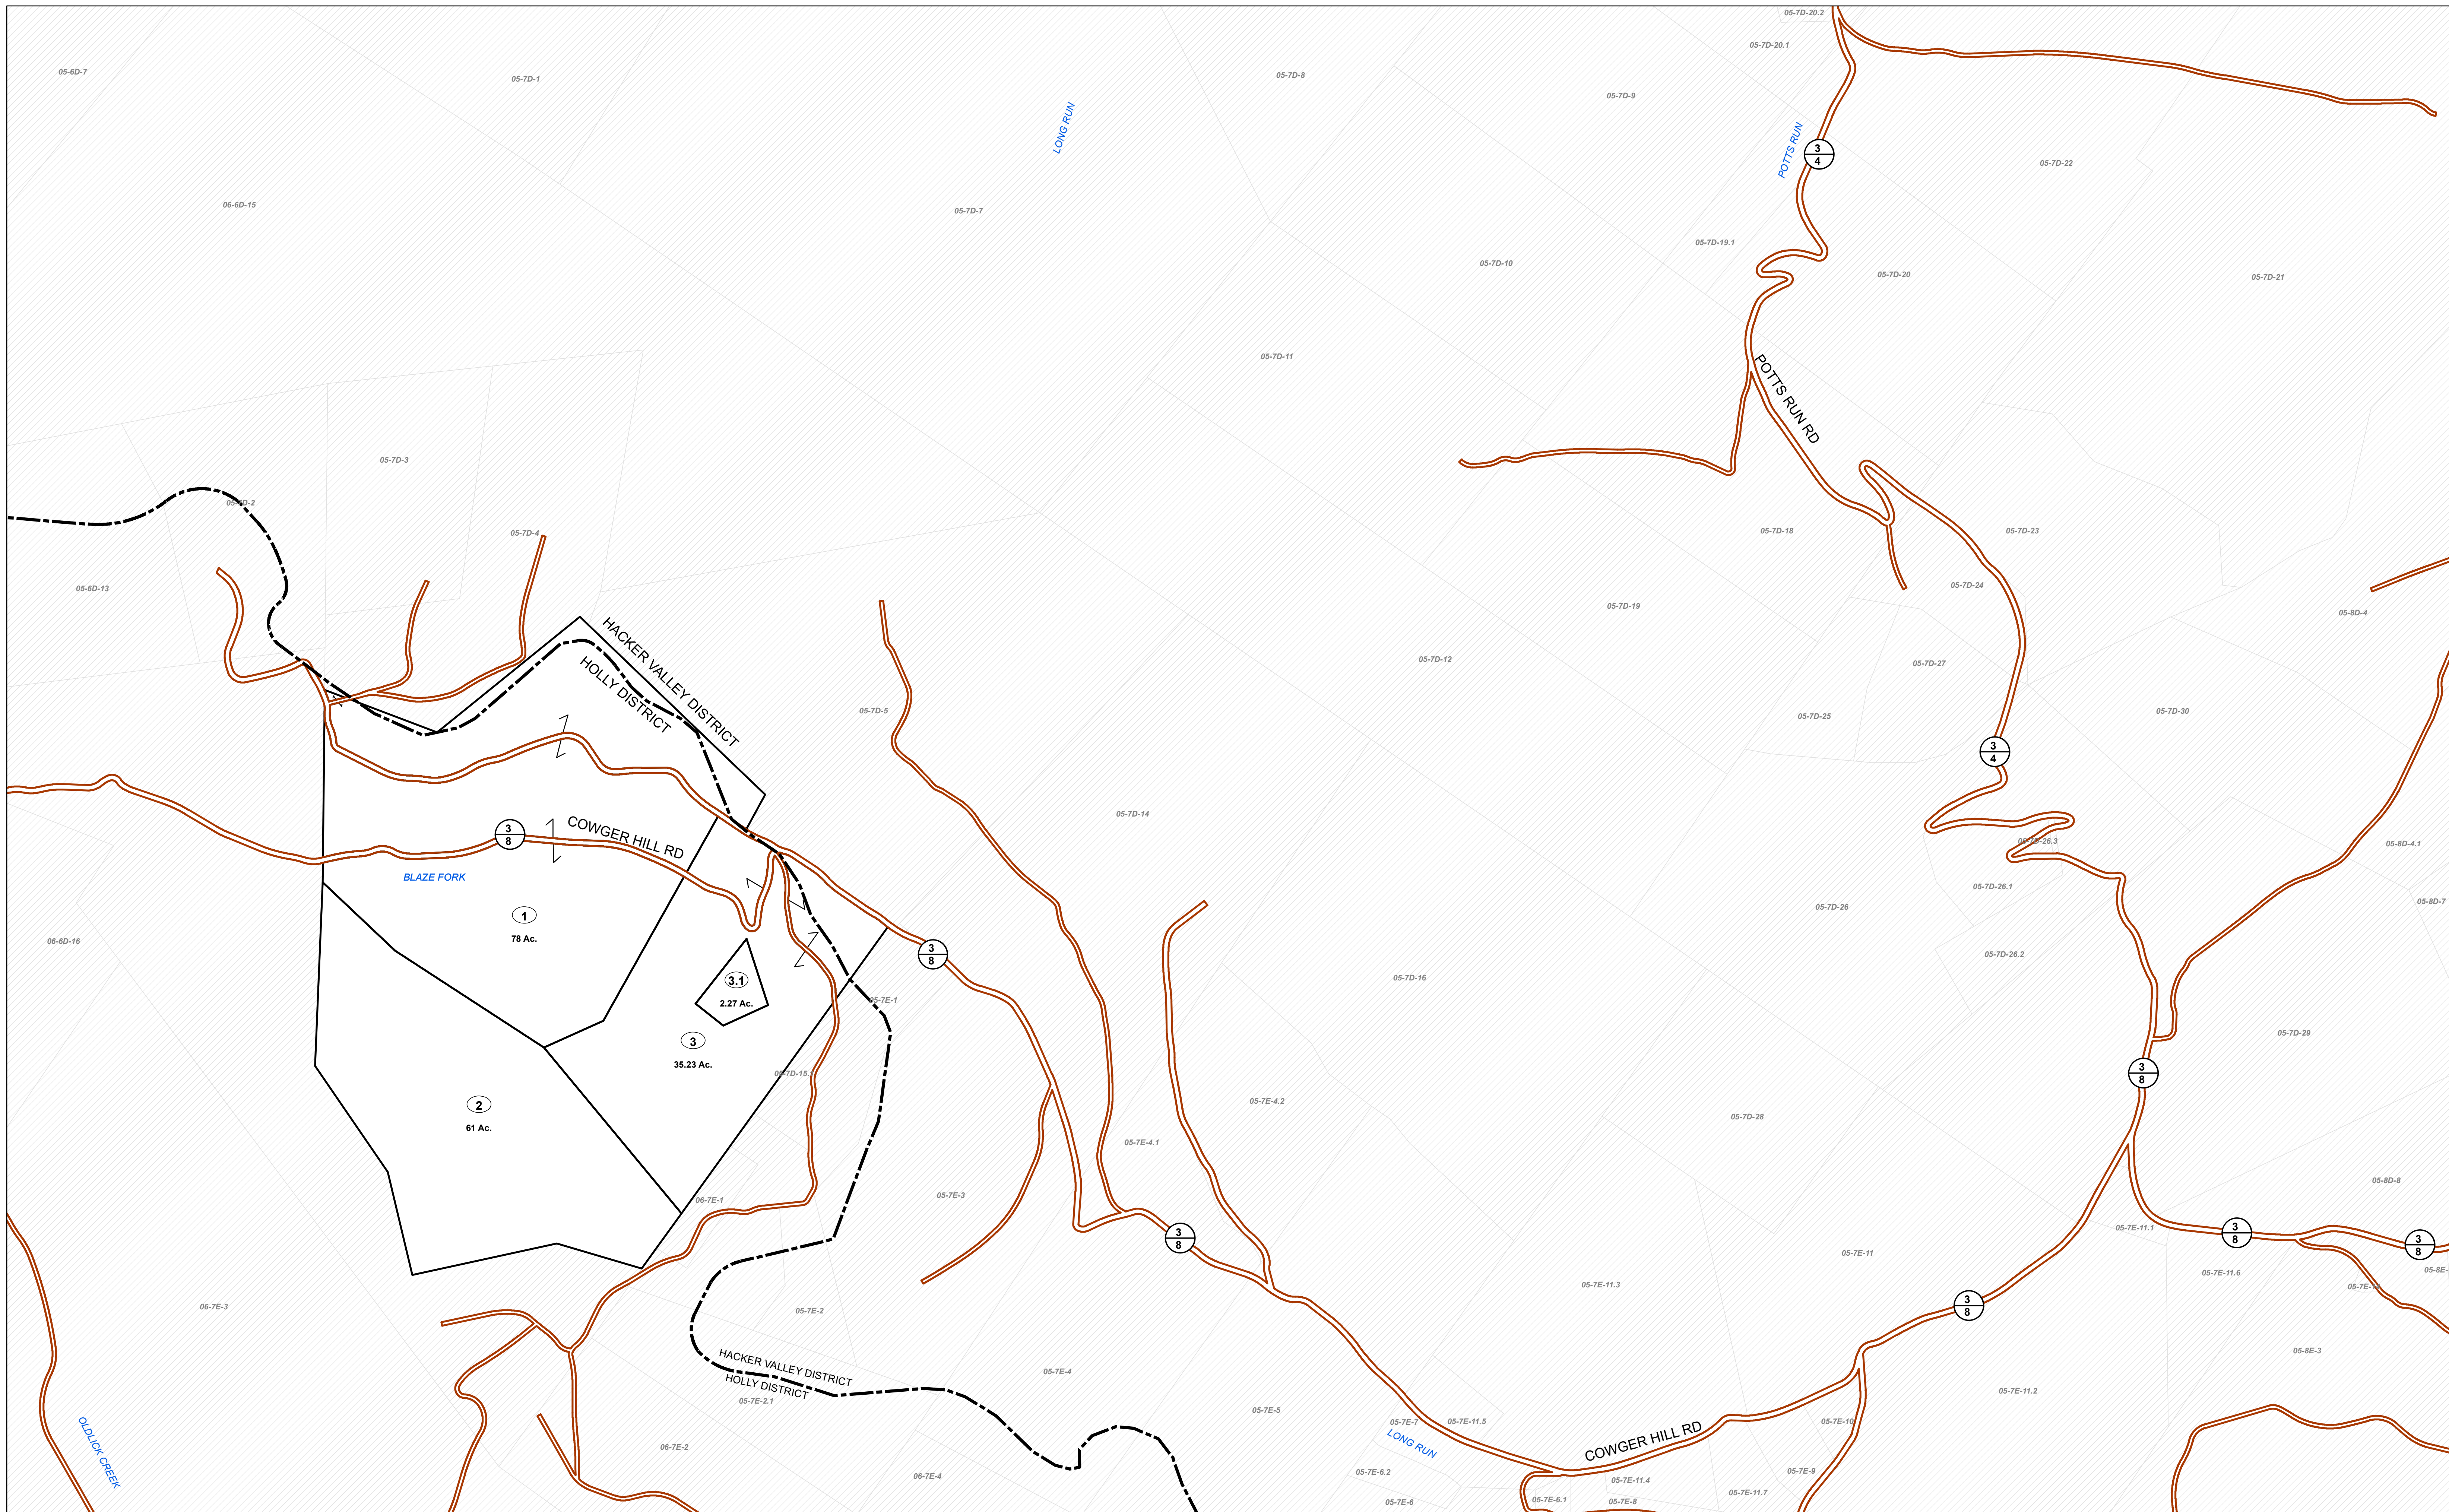 05-7D-20.2
05-7D-20.1
05-6D-7
05-7D-1
05-7D-8
05-7D-9
LONG RUN
POTTS RUN
3
4
05-7D-22
06-6D-15
05-7D-7
05-7D-19.1
05-7D-10
05-7D-20
05-7D-21
05-7D-11
POTTS RUN RD
05-7D-3
05-7D-4
05-7D-18
05-7D-23
05-6D-13
05-7D-24
05-7D-19
05-8D-4
HACKER VALLEY DISTRICT
HOLLY DISTRICT
05-7D-12
05-7D-27
05-7D-5
05-7D-25
05-7D-30
3
4
05-7D-14
COWGER HILL RD
3
8
05-8D-4.1
BLAZE FORK
05-7D-26.1
05-7D-26
05-8D-7
1
78 Ac.
06-6D-16
3
8
05-7D-26.2
05-7D-16
3.1
2.27 Ac.
05-7E-1
05-7D-29
3
35.23 Ac.
3
8
05-7E-4.2
05-7D-28
2
61 Ac.
05-7E-4.1
05-8D-8
06-7E-1
05-7E-3
05-7E-11.1
3
8
3
8
3
8
05-7E-11
05-7E-11.6
05-7E-11.3
06-7E-3
05-7E-2
3
8
05-8E-3
HACKER VALLEY DISTRICT
HOLLY DISTRICT
05-7E-4
05-7E-11.2
05-7E-2.1
05-7E-5
05-7E-7
05-7E-11.5
05-7E-10
OLDLICK CREEK
LONG RUN
COWGER HILL RD
06-7E-2
06-7E-4
05-7E-6.2
05-7E-9
05-7E-11.4
05-7E-11.7
05-7E-6
05-7E-6.1
05-7E-8